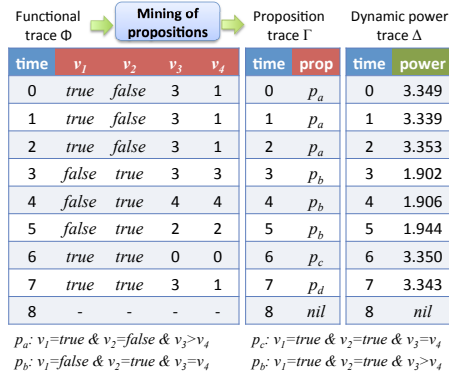 Functional trace Φ Mining of propositions Proposition trace Γ Dynamic power trace Δ
time v1 v2 v3 v4 time prop time power
0 true false 3 1 0 pa 0 3.349
1 true false 3 1 1 pa 1 3.339
2 true false 3 1 2 pa 2 3.353
3 false true 3 3 3 pb 3 1.902
4 false true 4 4 4 pb 4 1.906
5 false true 2 2 5 pb 5 1.944
6 true true 0 0 6 pc 6 3.350
7 true true 3 1 7 pd 7 3.343
8 - - - - 8 nil 8 nil
pa: v1=true & v2=false & v3>v4 pc: v1=true & v2=true & v3=v4
pb: v1=false & v2=true & v3=v4 pb: v1=true & v2=true & v3>v4